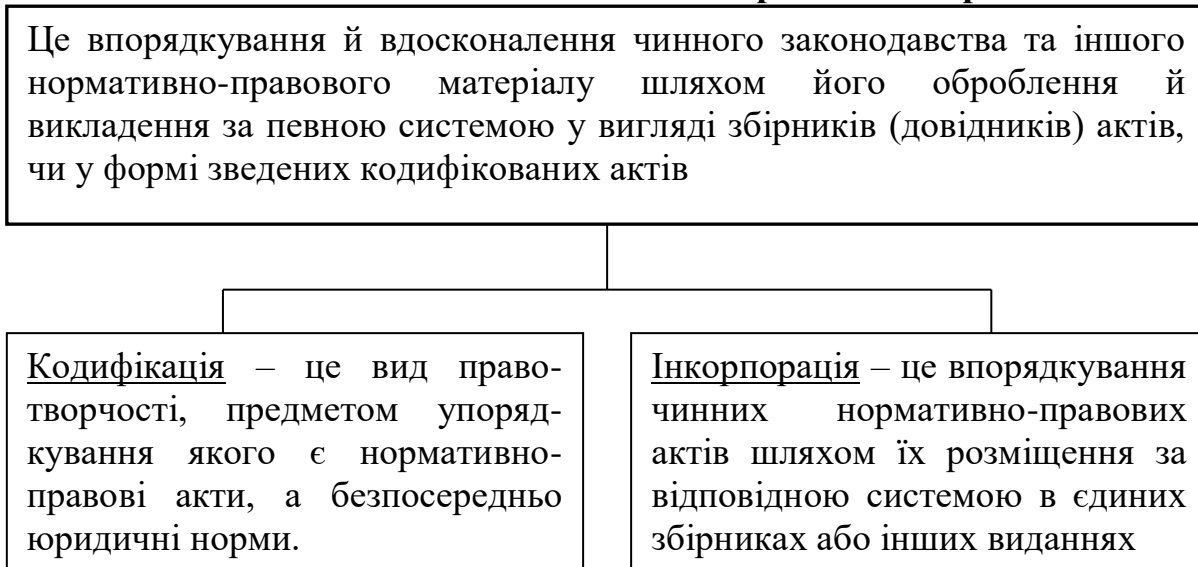 Це впорядкування й вдосконалення чинного законодавства та іншого
нормативно-правового матеріалу шляхом його оброблення й
викладення за певною системою у вигляді збірників (довідників) актів,
чи у формі зведених кодифікованих актів
Кодифікація – це вид право-
творчості, предметом упоряд-
кування якого є нормативно-
правові акти, а безпосередньо
юридичні норми.
Інкорпорація – це впорядкування
чинних нормативно-правових
актів шляхом їх розміщення за
відповідною системою в єдиних
збірниках або інших виданнях